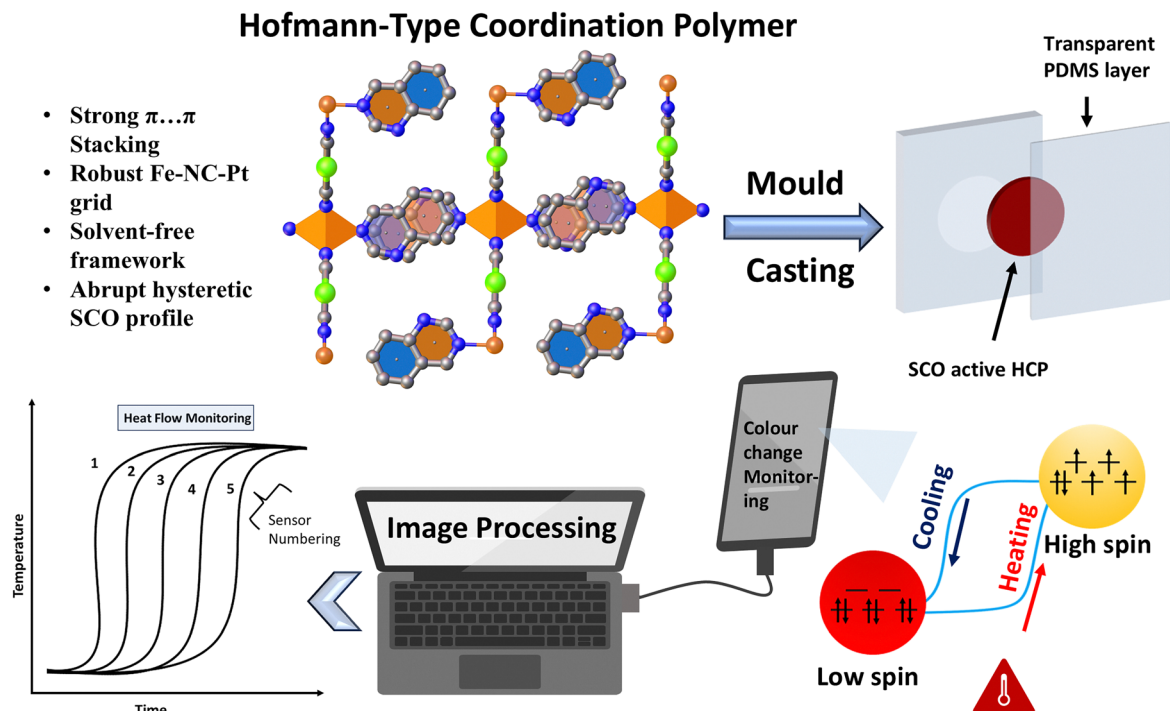 Hofmann-Type Coordination Polymer
• Strong π…π
Stacking
• Robust Fe-NC-Pt
grid
• Solvent-free
framework
• Abrupt hysteretic
SCO profile
Mould
Casting
Transparent
PDMS layer
SCO active HCP
Heat Flow Monitoring
Temperature
1
2
3
4
5
Sensor
Numbering
Time
Image Processing
Colour
change
Monitor-
ing
Cooling
Heating
High spin
Low spin